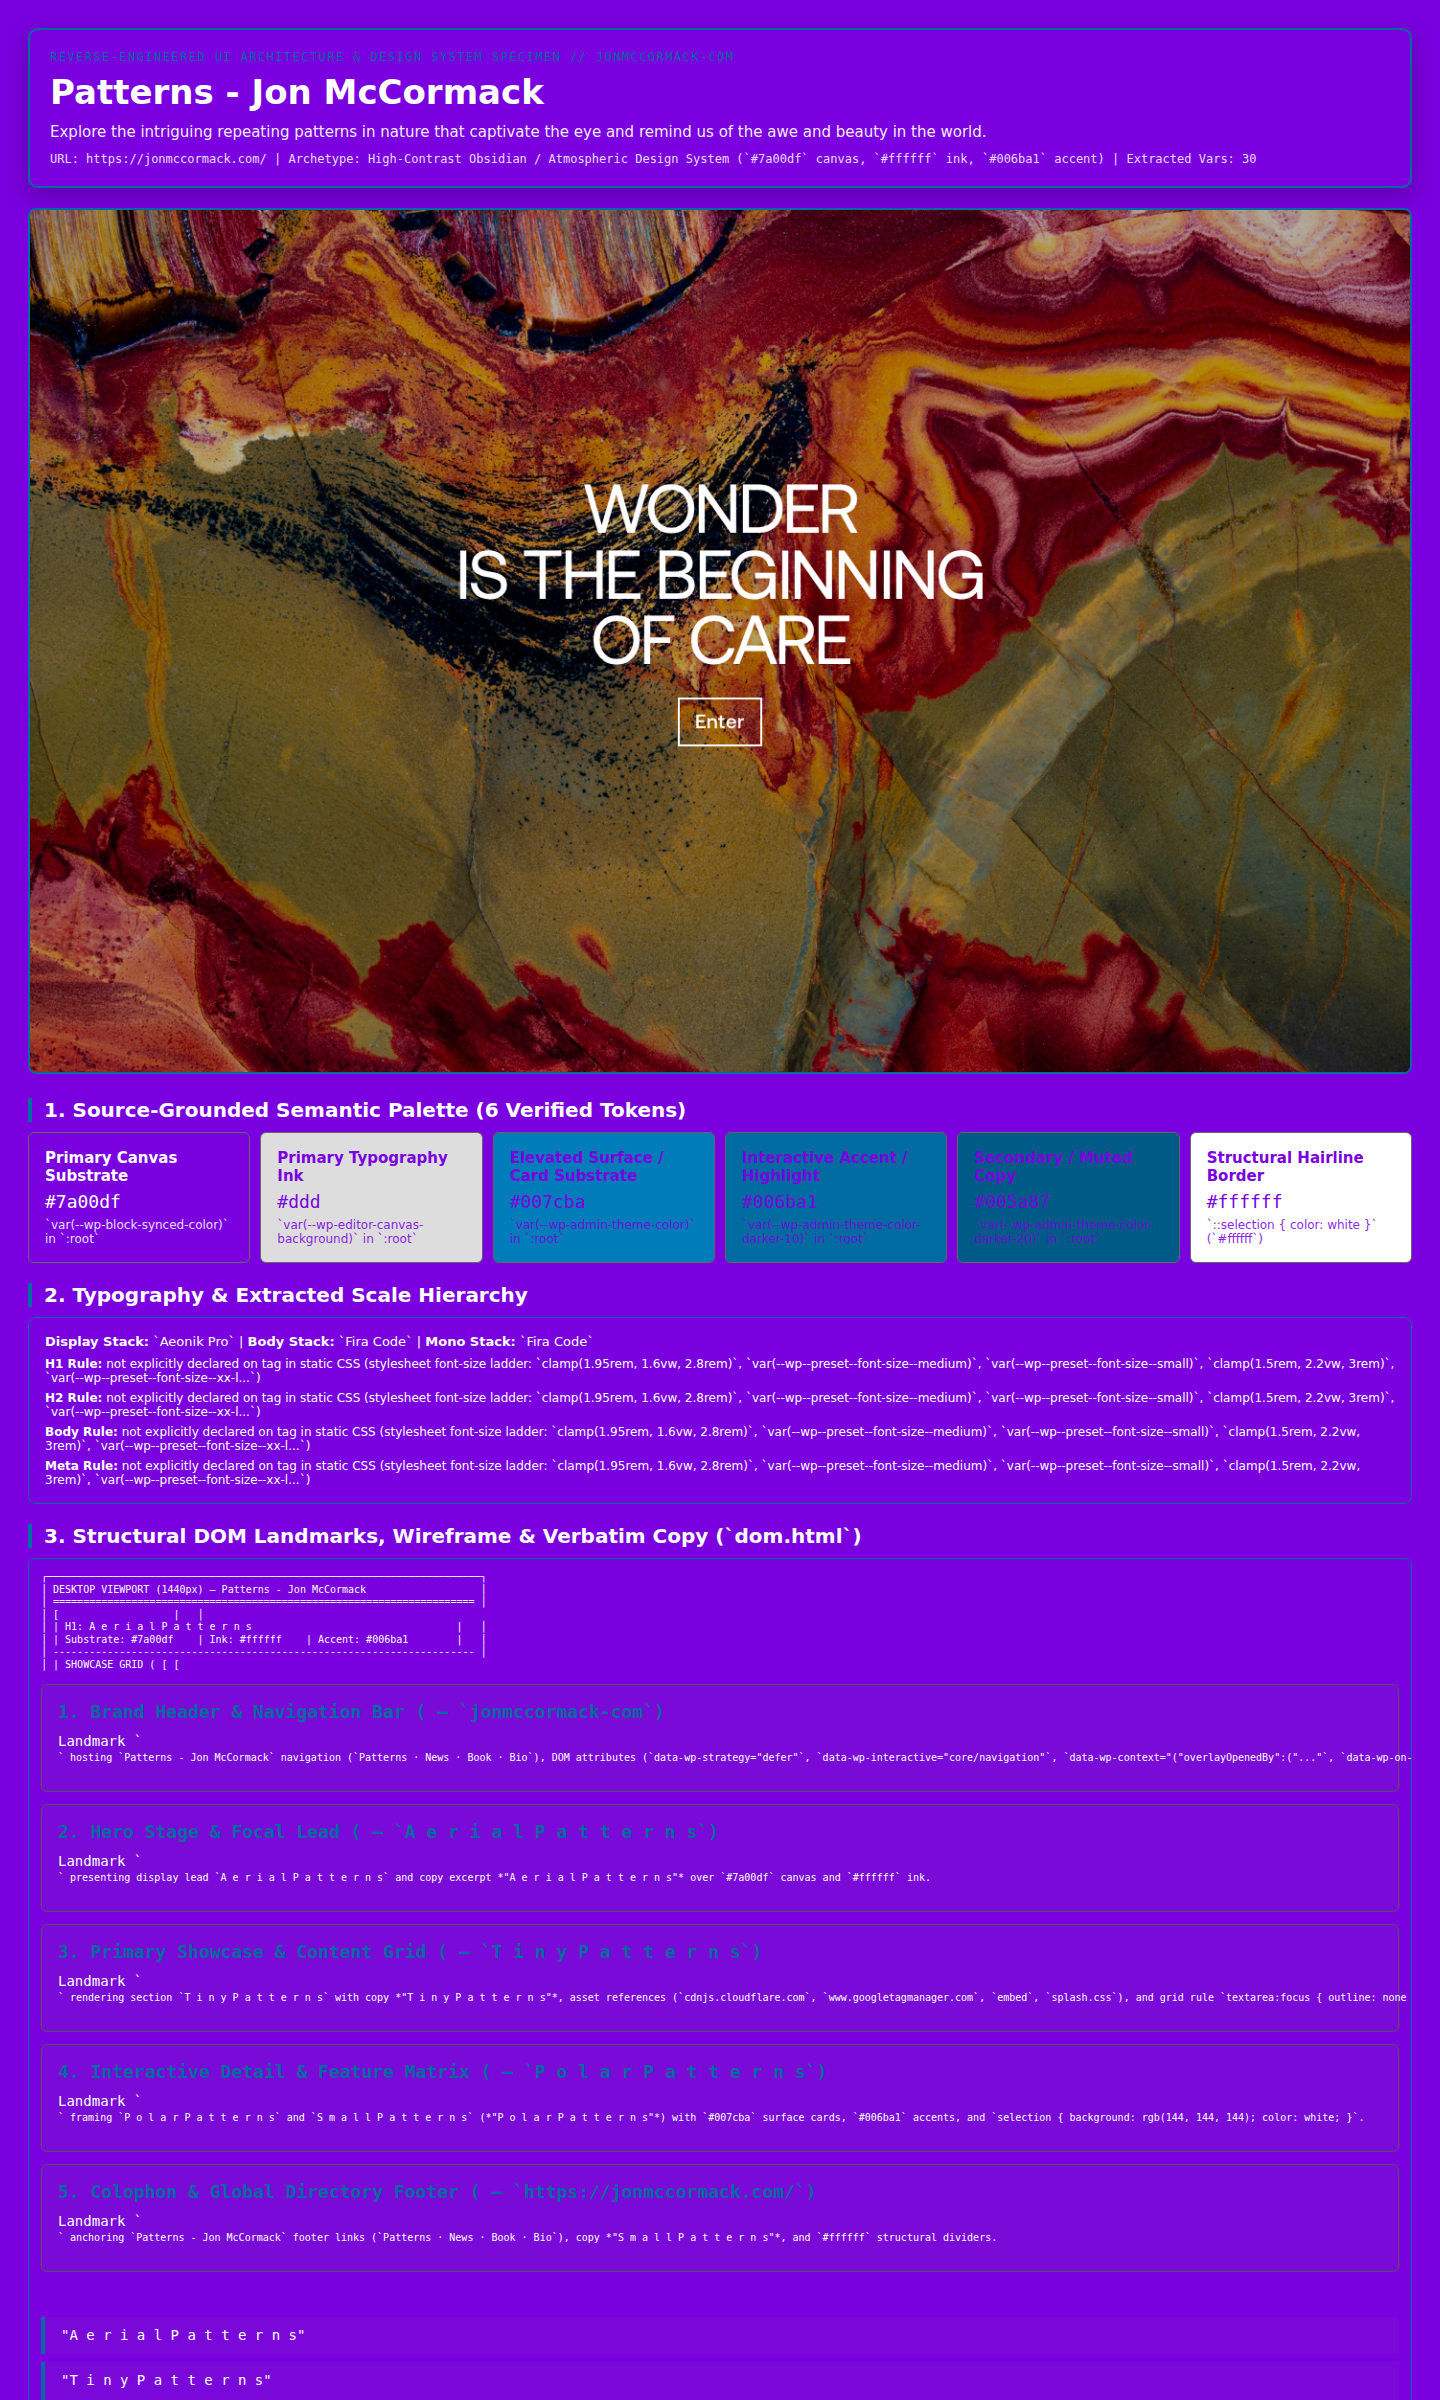 REVERSE-ENGINEERED UI ARCHITECTURE & DESIGN SYSTEM SPECIMEN // JONMCCORMACK-COM
Patterns - Jon McCormack
Explore the intriguing repeating patterns in nature that captivate the eye and remind us of the awe and beauty in the world.
URL: https://jonmccormack.com/ | Archetype: High-Contrast Obsidian / Atmospheric Design System (`#7a00df` canvas, `#ffffff` ink, `#006ba1` accent) | Extracted Vars: 30
WONDER
IS THE BEGINNING
OF CARE
Enter
1. Source-Grounded Semantic Palette (6 Verified Tokens)
Primary Canvas
Substrate
#7a00df
`var(--wp-block-synced-color)`
in `:root`
Primary Typography
Ink
#ddd
`var(--wp-editor-canvas-
background)` in `:root`
Elevated Surface /
Card Substrate
#007cba
`var(--wp-admin-theme-color)`
in `:root`
Interactive Accent /
Highlight
#006ba1
`var(--wp-admin-theme-color-
darker-10)` in `:root`
Secondary / Muted
Copy
#005a87
`var(--wp-admin-theme-color-
darker-20)` in `:root`
Structural Hairline
Border
#ffffff
`::selection { color: white }`
(`#ffffff`)
2. Typography & Extracted Scale Hierarchy
Display Stack: `Aeonik Pro` | Body Stack: `Fira Code` | Mono Stack: `Fira Code`
H1 Rule: not explicitly declared on tag in static CSS (stylesheet font-size ladder: `clamp(1.95rem, 1.6vw, 2.8rem)`, `var(--wp--preset--font-size--medium)`, `var(--wp--preset--font-size--small)`, `clamp(1.5rem, 2.2vw, 3rem)`,
`var(--wp--preset--font-size--xx-l...`)
H2 Rule: not explicitly declared on tag in static CSS (stylesheet font-size ladder: `clamp(1.95rem, 1.6vw, 2.8rem)`, `var(--wp--preset--font-size--medium)`, `var(--wp--preset--font-size--small)`, `clamp(1.5rem, 2.2vw, 3rem)`,
`var(--wp--preset--font-size--xx-l...`)
Body Rule: not explicitly declared on tag in static CSS (stylesheet font-size ladder: `clamp(1.95rem, 1.6vw, 2.8rem)`, `var(--wp--preset--font-size--medium)`, `var(--wp--preset--font-size--small)`, `clamp(1.5rem, 2.2vw,
3rem)`, `var(--wp--preset--font-size--xx-l...`)
Meta Rule: not explicitly declared on tag in static CSS (stylesheet font-size ladder: `clamp(1.95rem, 1.6vw, 2.8rem)`, `var(--wp--preset--font-size--medium)`, `var(--wp--preset--font-size--small)`, `clamp(1.5rem, 2.2vw,
3rem)`, `var(--wp--preset--font-size--xx-l...`)
3. Structural DOM Landmarks, Wireframe & Verbatim Copy (`dom.html`)
DESKTOP VIEWPORT (1440px) — Patterns - Jon McCormack
======================================================================
[ | |
| H1: A e r i a l P a t t e r n s |
| Substrate: #7a00df | Ink: #ffffff | Accent: #006ba1 |
----------------------------------------------------------------------
| SHOWCASE GRID ( [ [
1. Brand Header & Navigation Bar ( — `jonmccormack-com`)
Landmark `
` hosting `Patterns - Jon McCormack` navigation (`Patterns · News · Book · Bio`), DOM attributes (`data-wp-strategy="defer"`, `data-wp-interactive="core/navigation"`, `data-wp-context="("overlayOpenedBy":("..."`, `data-wp-on-
2. Hero Stage & Focal Lead ( — `A e r i a l P a t t e r n s`)
Landmark `
` presenting display lead `A e r i a l P a t t e r n s` and copy excerpt *"A e r i a l P a t t e r n s"* over `#7a00df` canvas and `#ffffff` ink.
3. Primary Showcase & Content Grid ( — `T i n y P a t t e r n s`)
Landmark `
` rendering section `T i n y P a t t e r n s` with copy *"T i n y P a t t e r n s"*, asset references (`cdnjs.cloudflare.com`, `www.googletagmanager.com`, `embed`, `splash.css`), and grid rule `textarea:focus { outline: none
4. Interactive Detail & Feature Matrix ( — `P o l a r P a t t e r n s`)
Landmark `
` framing `P o l a r P a t t e r n s` and `S m a l l P a t t e r n s` (*"P o l a r P a t t e r n s"*) with `#007cba` surface cards, `#006ba1` accents, and `selection { background: rgb(144, 144, 144); color: white; }`.
5. Colophon & Global Directory Footer ( — `https://jonmccormack.com/`)
Landmark `
` anchoring `Patterns - Jon McCormack` footer links (`Patterns · News · Book · Bio`), copy *"S m a l l P a t t e r n s"*, and `#ffffff` structural dividers.
"A e r i a l P a t t e r n s"
"T i n y P a t t e r n s"